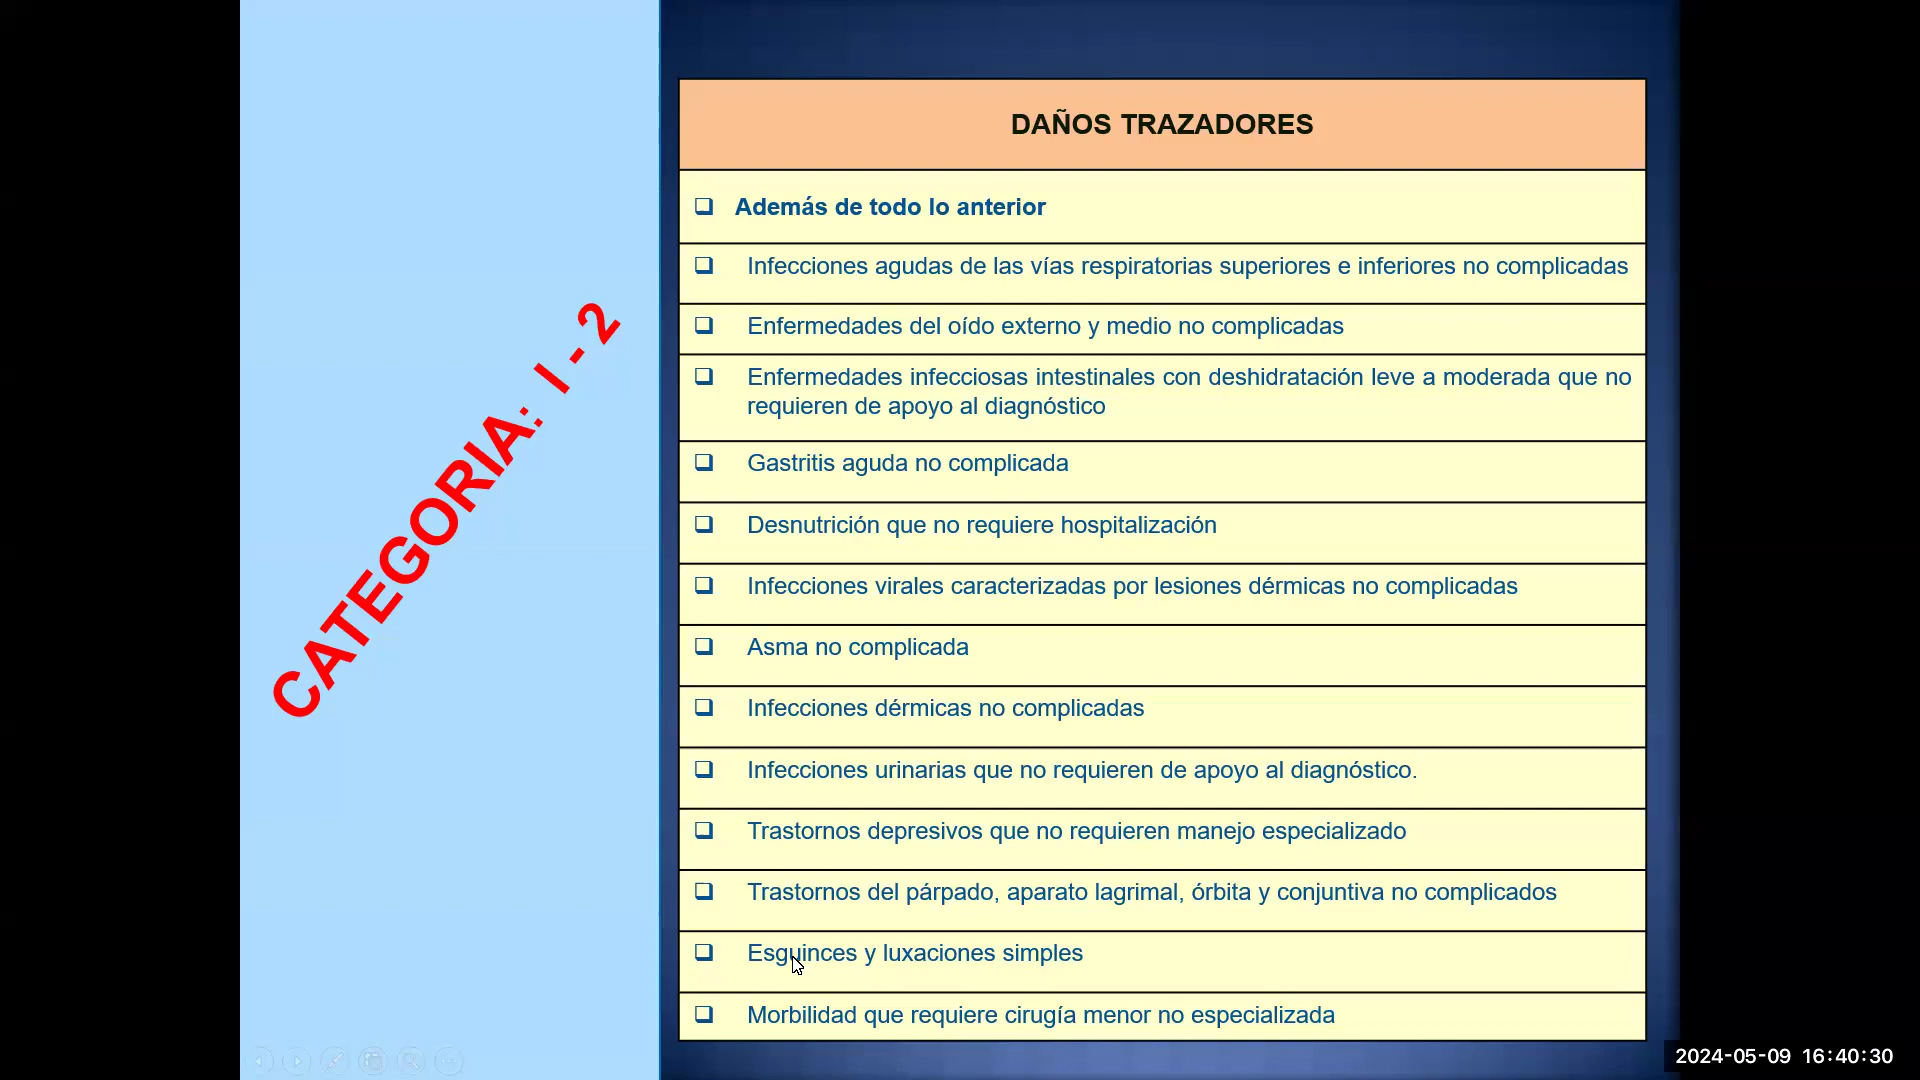 CATEGORIA: I - 2
DAÑOS TRAZADORES
❑ Además de todo lo anterior
❑ Infecciones agudas de las vías respiratorias superiores e inferiores no complicadas
❑ Enfermedades del oído externo y medio no complicadas
❑ Enfermedades infecciosas intestinales con deshidratación leve a moderada que no
requieren de apoyo al diagnóstico
❑ Gastritis aguda no complicada
❑ Desnutrición que no requiere hospitalización
❑ Infecciones virales caracterizadas por lesiones dérmicas no complicadas
❑ Asma no complicada
❑ Infecciones dérmicas no complicadas
❑ Infecciones urinarias que no requieren de apoyo al diagnóstico.
❑ Trastornos depresivos que no requieren manejo especializado
❑ Trastornos del párpado, aparato lagrimal, órbita y conjuntiva no complicados
❑ Esguinces y luxaciones simples
❑ Morbilidad que requiere cirugía menor no especializada
2024-05-09 16:40:30